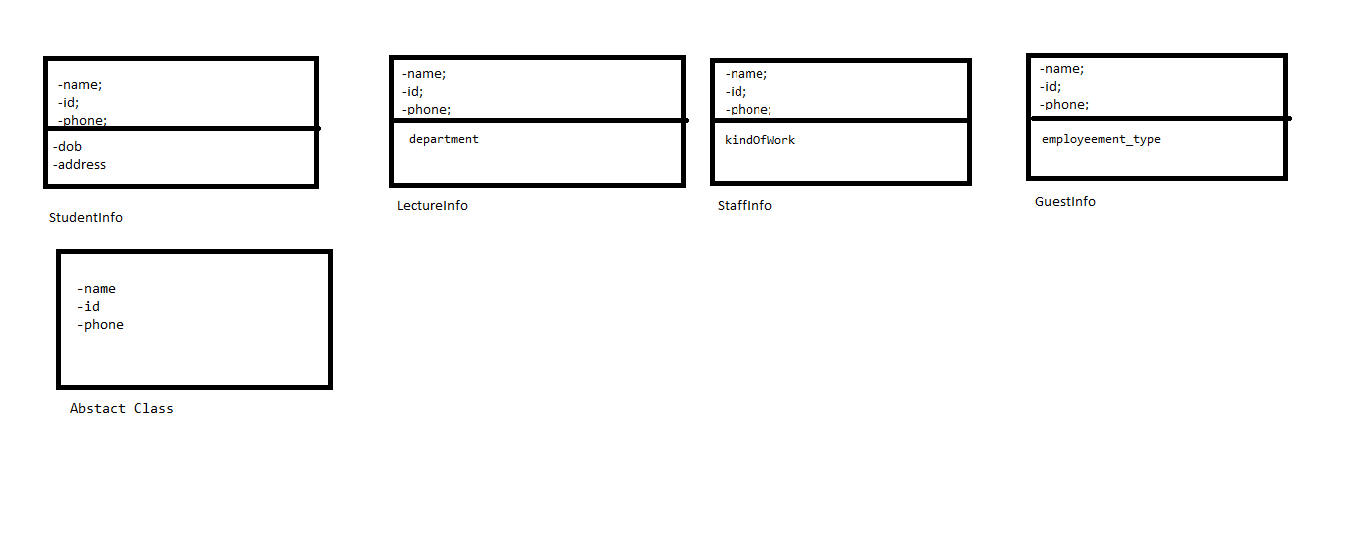 -name;
-id;
-phone;
-dob
-address
StudentInfo
-name;
-id;
-phone;
department
LectureInfo
-name;
-id;
-phone;
kindOfWork
StaffInfo
-name;
-id;
-phone;
employeement_type
GuestInfo
-name
-id
-phone
Abstact Class